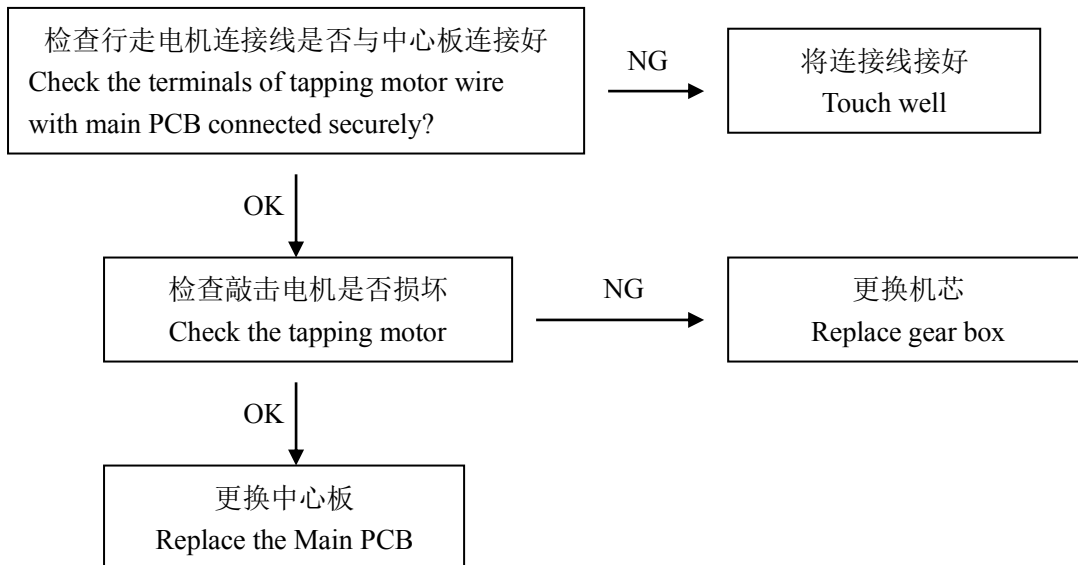 检查行走电机连接线是否与中心板连接好
Check the terminals of tapping motor wire
with main PCB connected securely?
NG
将连接线接好
Touch well
OK
检查敲击电机是否损坏
Check the tapping motor
NG
更换机芯
Replace gear box
OK
更换中心板
Replace the Main PCB